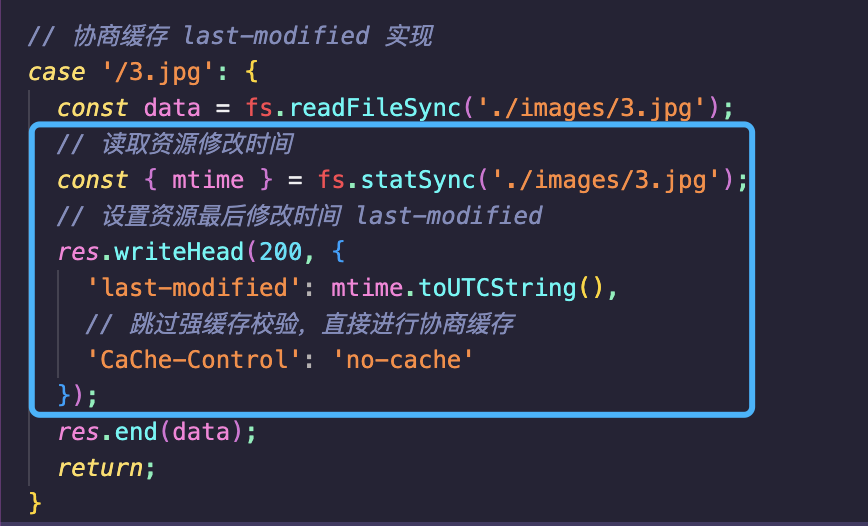 // 协商缓存 last-modified 实现
case '/3.jpg': {
const data = fs.readFileSync('./images/3.jpg');
// 读取资源修改时间
const { mtime } = fs.statSync('./images/3.jpg');
// 设置资源最后修改时间 last-modified
res.writeHead(200, {
'last-modified': mtime.toUTCString(),
// 跳过强缓存校验，直接进行协商缓存
'CaChe-Control': 'no-cache'
});
res.end(data);
return;
}